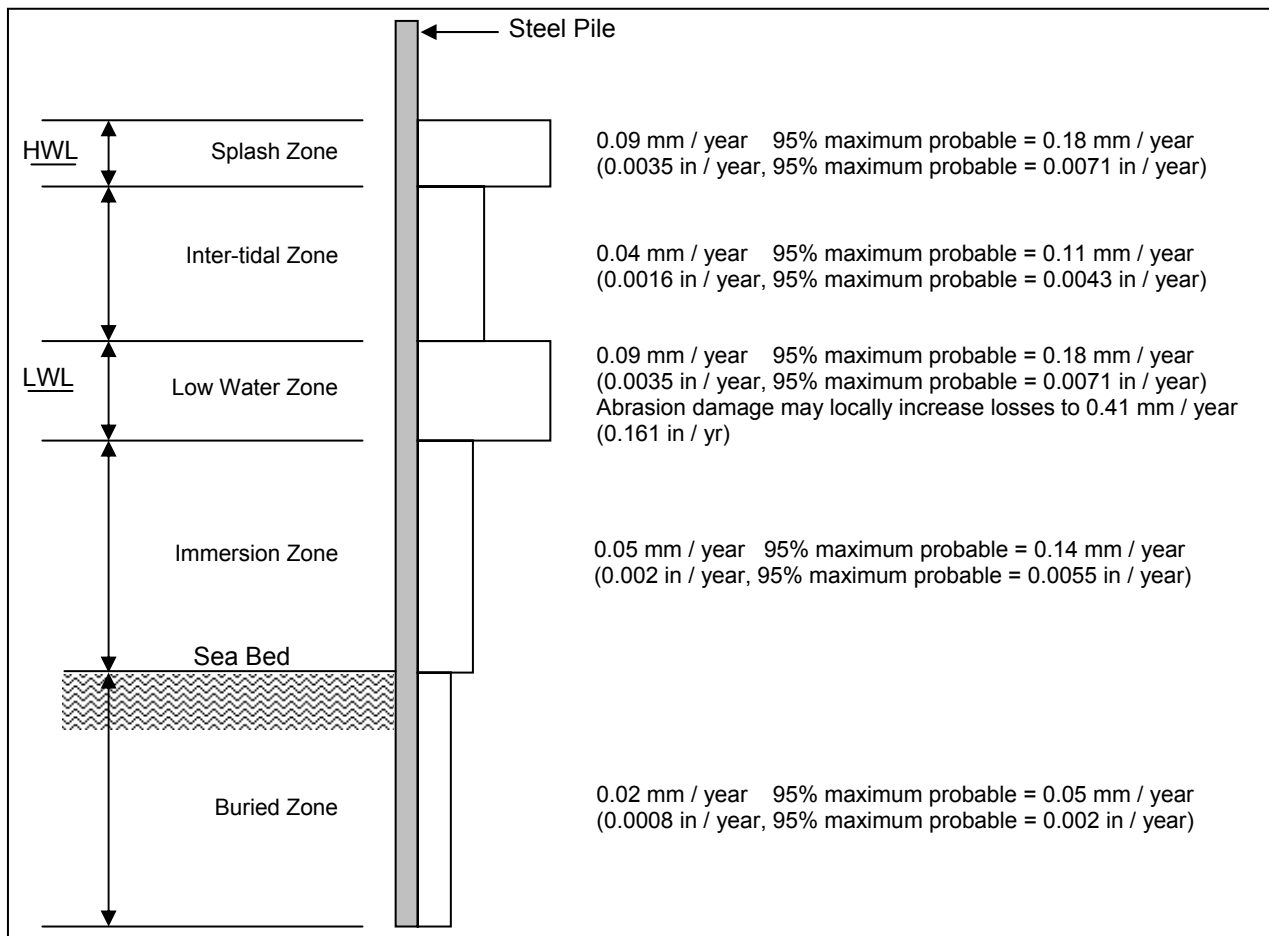 Steel Pile
HWL
Splash Zone
0.09 mm / year 95% maximum probable = 0.18 mm / year
(0.0035 in / year, 95% maximum probable = 0.0071 in / year)
Inter-tidal Zone
0.04 mm / year 95% maximum probable = 0.11 mm / year
(0.0016 in / year, 95% maximum probable = 0.0043 in / year)
LWL
Low Water Zone
0.09 mm / year 95% maximum probable = 0.18 mm / year
(0.0035 in / year, 95% maximum probable = 0.0071 in / year)
Abrasion damage may locally increase losses to 0.41 mm / year
(0.161 in / yr)
Immersion Zone
0.05 mm / year 95% maximum probable = 0.14 mm / year
(0.002 in / year, 95% maximum probable = 0.0055 in / year)
Sea Bed
Buried Zone
0.02 mm / year 95% maximum probable = 0.05 mm / year
(0.0008 in / year, 95% maximum probable = 0.002 in / year)